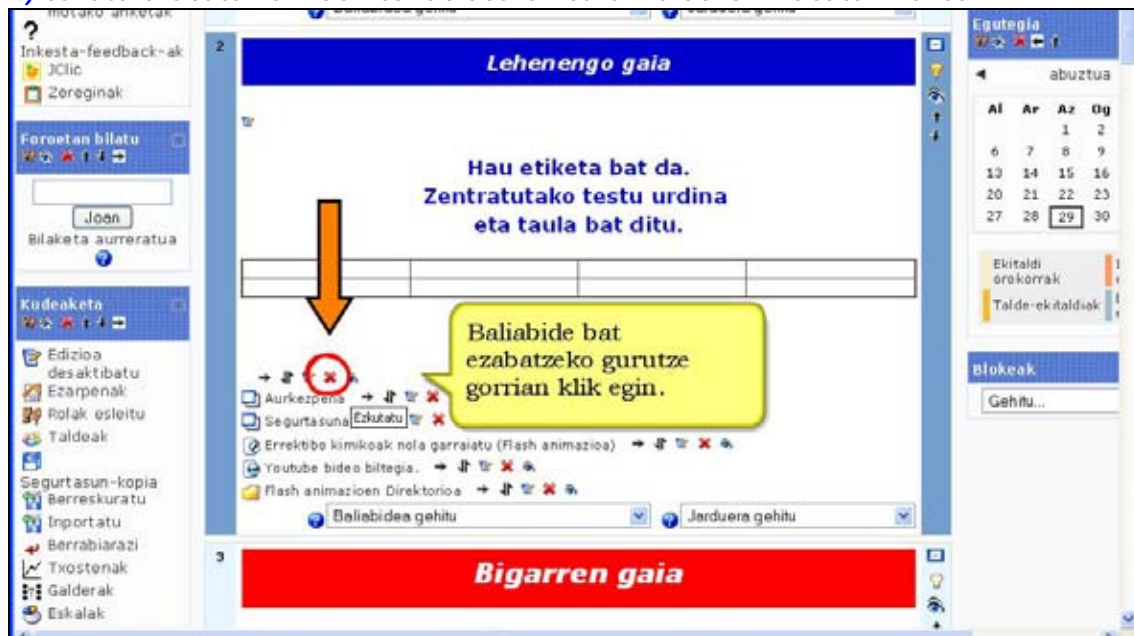 motako anketak
Inkesta-feedback-ak
JClic
Zereginak
Foroetan bilatu
Joan
Bilaketa aurreratua
Kudeaketa
Edizioa
desaktibatu
Ezarpenak
Rolak esleitu
Taldeak
Segurtasun-kopia
Berreskuratu
Inportatu
Berrabiarazi
Txostenak
Galderak
Eskalak
2
Lehenengo gaia
Hau etiketa bat da.
Zentratutako testu urdina
eta taula bat ditu.
Baliabide bat
ezabatzeko gurutze
gorrian klik egin.
Aurkezpena
Segurtasuna
Ezkutatu
Errektibo kimikoak nola garraiatu (Flash animazioa)
Youtube bideo biltegia.
Flash animazioen Direktorioa
Baliabidea gehitu
Jarduera gehitu
3
Bigarren gaia
Egutegia
abuztua
Al Ar Az Og
1 2
6 7 8 9
13 14 15 16
20 21 22 23
27 28 29 30
Ekitaldi
orokorrak
Talde-ekitaldiak
Blokeak
Gehitu...